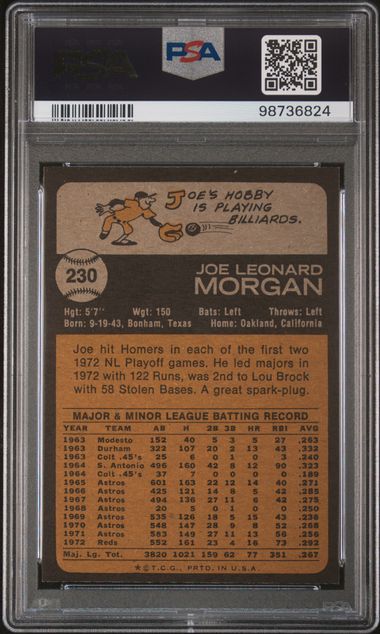 PSA
PSA
98736824
JOE'S HOBBY
IS PLAYING
BILLIARDS.
230
JOE LEONARD
MORGAN
Hgt: 5'7" Wgt: 150 Bats: Left Throws: Left
Born: 9-19-43, Bonham, Texas Home: Oakland, California
Joe hit Homers in each of the first two
1972 NL Playoff games. He led majors in
1972 with 122 Runs, was 2nd to Lou Brock
with 58 Stolen Bases. A great spark-plug.
MAJOR & MINOR LEAGUE BATTING RECORD
YEAR TEAM AB H 2B 3B HR RBI AVG
1963 Modesto 152 40 5 3 5 27 .263
1963 Durham 322 107 20 2 13 43 .332
1963 Colt .45's 25 6 0 1 0 3 .240
1964 S. Antonio 496 160 42 8 12 90 .323
1964 Colt .45's 37 7 0 0 0 0 .189
1965 Astros 601 163 22 12 14 40 .271
1966 Astros 425 121 14 8 5 42 .285
1967 Astros 494 136 27 11 6 42 .275
1968 Astros 20 5 0 1 0 0 .250
1969 Astros 535 126 18 5 15 43 .236
1970 Astros 548 147 28 9 8 52 .268
1971 Astros 583 149 27 11 13 56 .256
1972 Reds 552 161 23 4 16 73 .292
Maj. Lg. Tot. 3820 1021 159 62 77 351 .267
★©T.C.G., PRTD. IN U.S.A.